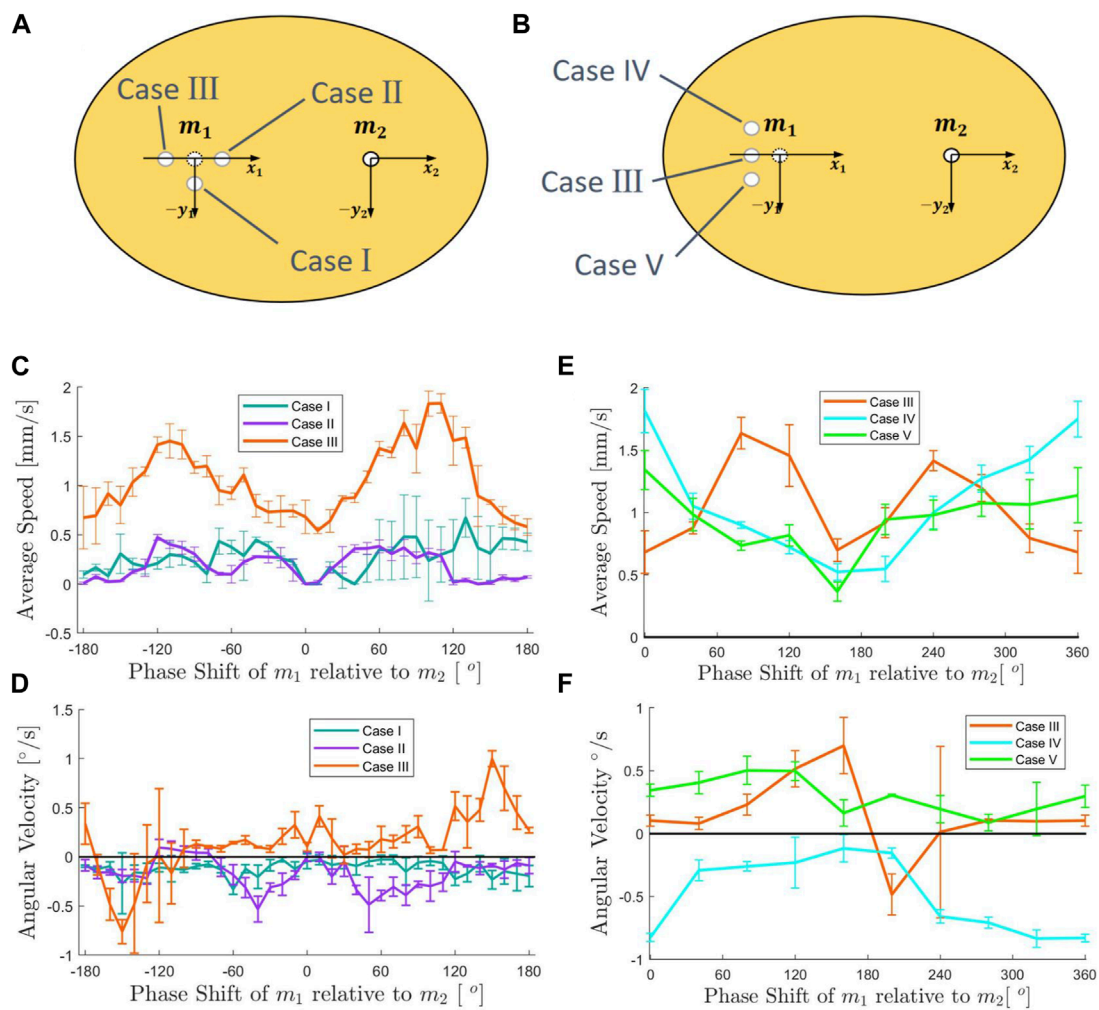 A
Case III
Case II
m₁
m₂
x₁
x₂
−y₁
−y₂
Case I
B
Case IV
m₁
m₂
Case III
x₁
x₂
−y₁
−y₂
Case V
C
Average Speed [mm/s]
2
1.5
1
0.5
0
-0.5
Case I
Case II
Case III
-180 -120 -60 0 60 120 180
Phase Shift of m₁ relative to m₂[ °]
E
Average Speed [mm/s]
2
1.5
1
0.5
0
Case III
Case IV
Case V
0 60 120 180 240 300 360
Phase Shift of m₁ relative to m₂[ °]
D
Angular Velocity [°/s]
1.5
1
0.5
0
-0.5
-1
Case I
Case II
Case III
-180 -120 -60 0 60 120 180
Phase Shift of m₁ relative to m₂[ °]
F
Angular Velocity °/s
1
0.5
0
-0.5
-1
Case III
Case IV
Case V
0 60 120 180 240 300 360
Phase Shift of m₁ relative to m₂[ °]